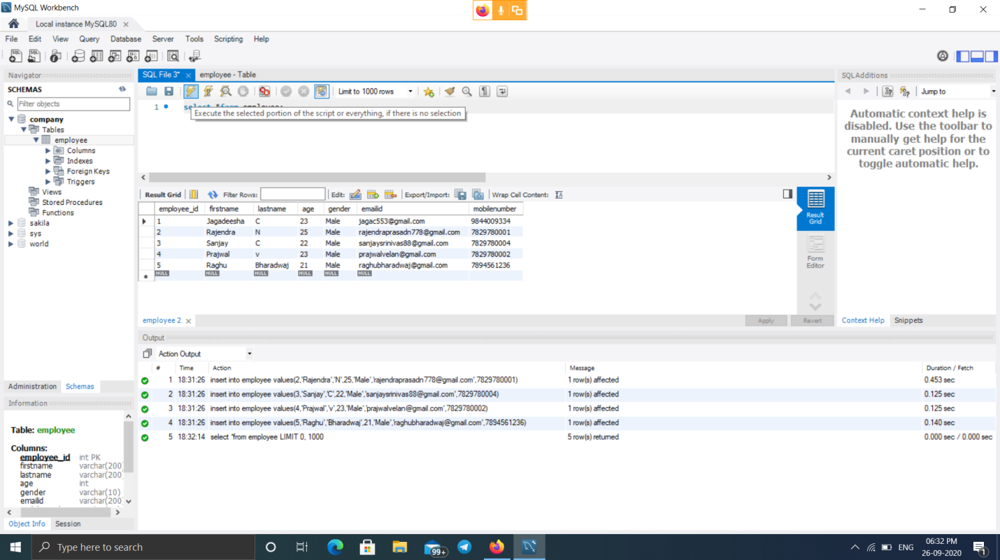 MySQL Workbench
Local instance MySQL80
File Edit View Query Database Server Tools Scripting Help
Navigator
SCHEMAS
Filter objects
company
Tables
employee
Columns
Indexes
Foreign Keys
Triggers
Views
Stored Procedures
Functions
sakila
sys
world
Administration Schemas
Information
Table: employee
Columns:
employee_id int PK
firstname varchar(200)
lastname varchar(200)
age int
gender varchar(10)
emailid varchar(200)
Object Info Session
SQL File 3* employee - Table
Limit to 1000 rows
1 select *from employee;
Execute the selected portion of the script or everything, if there is no selection
Result Grid Filter Rows: Edit: Export/Import: Wrap Cell Content:
employee_id firstname lastname age gender emailid mobilenumber
1 Jagadeesha C 23 Male jagac553@gmail.com 9844009334
2 Rajendra N 25 Male rajendraprasadn778@gmail.com 7829780001
3 Sanjay C 22 Male sanjaysrinivas88@gmail.com 7829780004
4 Prajwal v 23 Male prajwalvelan@gmail.com 7829780002
5 Raghu Bharadwaj 21 Male raghubharadwaj@gmail.com 7894561236
NULL NULL NULL NULL NULL NULL
Result
Grid
Form
Editor
employee 2 Apply Revert
SQLAdditions
Jump to
Automatic context help is
disabled. Use the toolbar to
manually get help for the
current caret position or to
toggle automatic help.
Context Help Snippets
Output
Action Output
# Time Action Message Duration / Fetch
1 18:31:26 insert into employee values(2,'Rajendra','N',25,'Male','rajendraprasadn778@gmail.com',7829780001) 1 row(s) affected 0.453 sec
2 18:31:26 insert into employee values(3,'Sanjay','C',22,'Male','sanjaysrinivas88@gmail.com',7829780004) 1 row(s) affected 0.125 sec
3 18:31:26 insert into employee values(4,'Prajwal','v',23,'Male','prajwalvelan@gmail.com',7829780002) 1 row(s) affected 0.125 sec
4 18:31:26 insert into employee values(5,'Raghu','Bharadwaj',21,'Male','raghubharadwaj@gmail.com',7894561236) 1 row(s) affected 0.140 sec
5 18:32:14 select *from employee LIMIT 0, 1000 5 row(s) returned 0.000 sec / 0.000 sec
Type here to search
99+
ENG
06:32 PM
26-09-2020
1